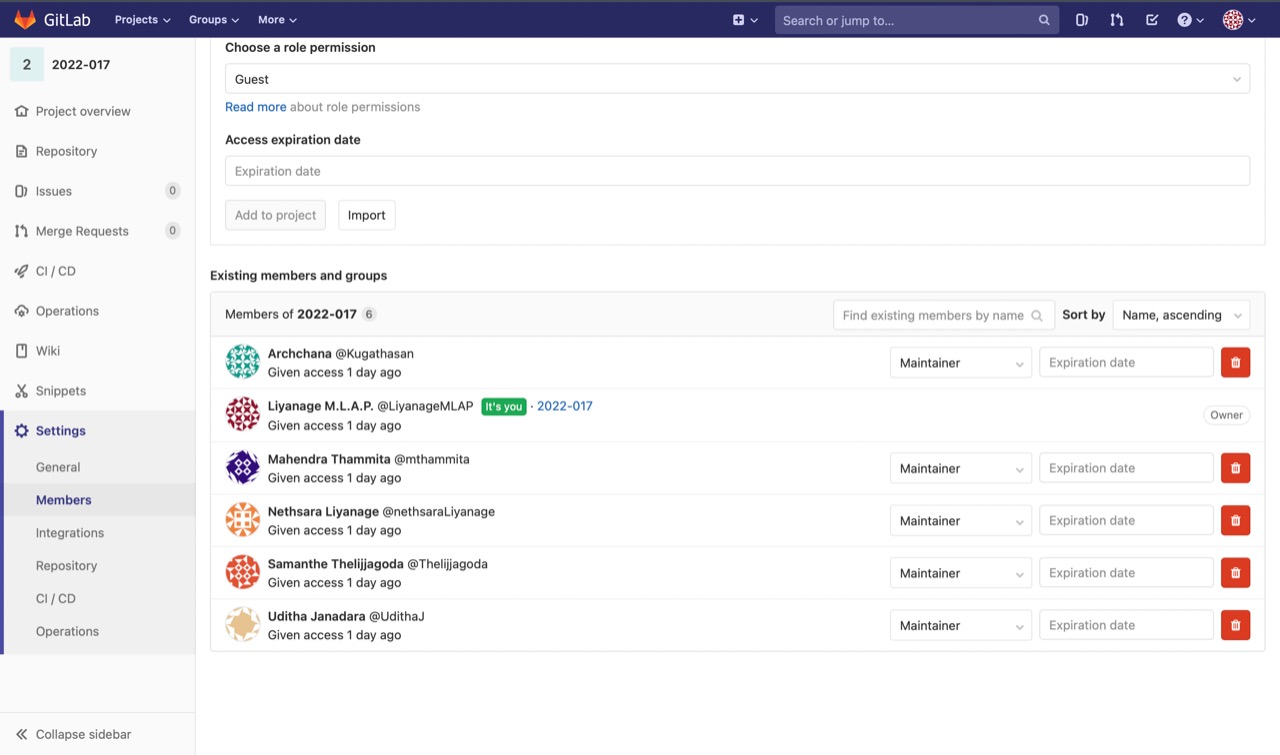 GitLab Projects Groups More Search or jump to...
2 2022-017
Project overview
Repository
Issues 0
Merge Requests 0
CI / CD
Operations
Wiki
Snippets
Settings
General
Members
Integrations
Repository
CI / CD
Operations
Collapse sidebar
Choose a role permission
Guest
Read more about role permissions
Access expiration date
Expiration date
Add to project Import
Existing members and groups
Members of 2022-017 6 Find existing members by name Sort by Name, ascending
Archchana @Kugathasan
Given access 1 day ago
Maintainer Expiration date
Liyanage M.L.A.P. @LiyanageMLAP It's you · 2022-017
Given access 1 day ago
Owner
Mahendra Thammita @mthammita
Given access 1 day ago
Maintainer Expiration date
Nethsara Liyanage @nethsaraLiyanage
Given access 1 day ago
Maintainer Expiration date
Samanthe Thelijjagoda @Thelijjagoda
Given access 1 day ago
Maintainer Expiration date
Uditha Janadara @UdithaJ
Given access 1 day ago
Maintainer Expiration date